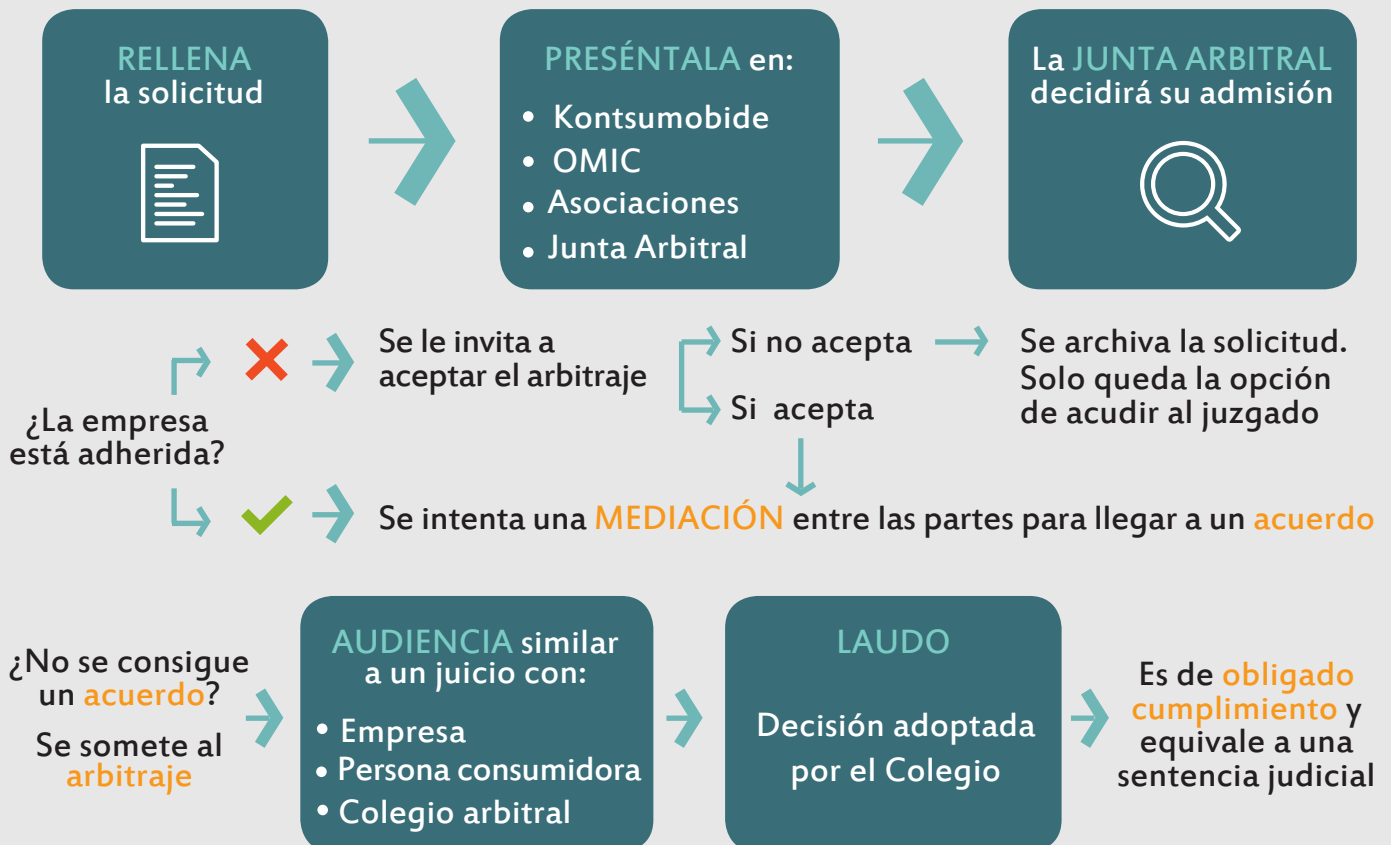 RELLENA
la solicitud
PRESÉNTALA en:
• Kontsumobide
• OMIC
• Asociaciones
• Junta Arbitral
La JUNTA ARBITRAL
decidirá su admisión
¿La empresa
está adherida?
Se le invita a
aceptar el arbitraje
Si no acepta
Si acepta
Se archiva la solicitud.
Solo queda la opción
de acudir al juzgado
Se intenta una MEDIACIÓN entre las partes para llegar a un acuerdo
¿No se consigue
un acuerdo?
Se somete al
arbitraje
AUDIENCIA similar
a un juicio con:
• Empresa
• Persona consumidora
• Colegio arbitral
LAUDO
Decisión adoptada
por el Colegio
Es de obligado
cumplimiento y
equivale a una
sentencia judicial